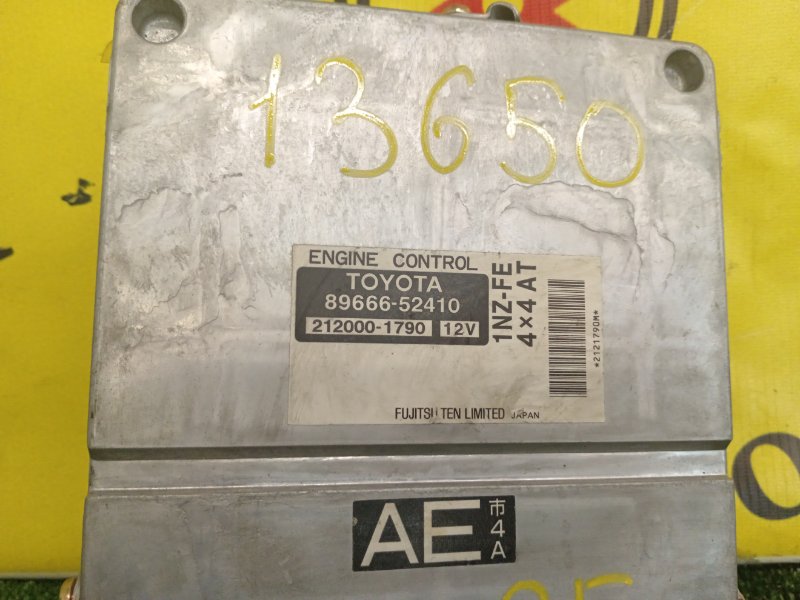 13650
ENGINE CONTROL
TOYOTA
89666-52410
212000-1790 12V
1NZ-FE
4×4 AT
*2121790M*
FUJITSU TEN LIMITED JAPAN
AE
市4A